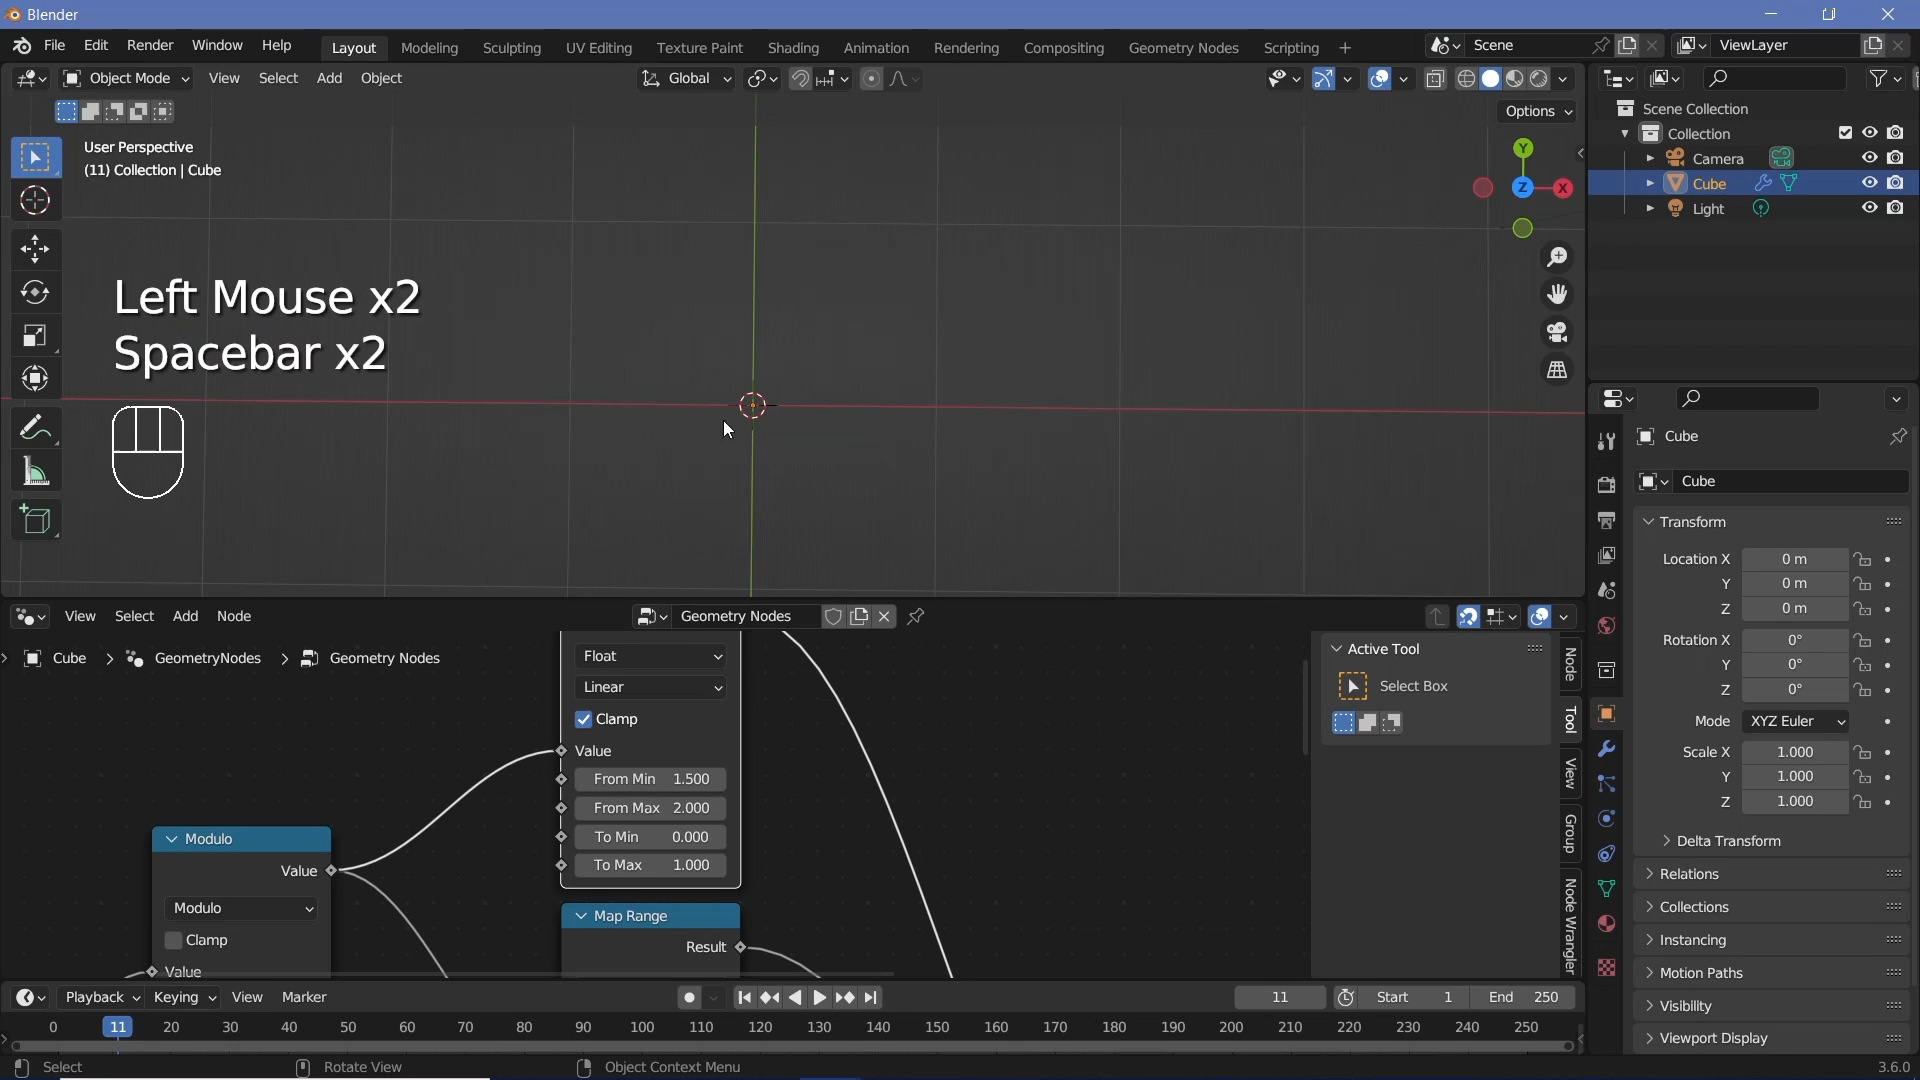 Blender
File Edit Render Window Help Layout Modeling Sculpting UV Editing Texture Paint Shading Animation Rendering Compositing Geometry Nodes Scripting + Scene ViewLayer
Object Mode View Select Add Object Global
Options
User Perspective
(11) Collection | Cube
Y
Z X
Left Mouse x2
Spacebar x2
Scene Collection
Collection
Camera
Cube
Light
Cube
Cube
Transform
Location X 0 m
Y 0 m
Z 0 m
Rotation X 0°
Y 0°
Z 0°
Mode XYZ Euler
Scale X 1.000
Y 1.000
Z 1.000
Delta Transform
Relations
Collections
Instancing
Motion Paths
Visibility
Viewport Display
View Select Add Node Geometry Nodes
Cube > GeometryNodes > Geometry Nodes
Float
Linear
Clamp
Value
From Min 1.500
From Max 2.000
To Min 0.000
To Max 1.000
Modulo
Value
Modulo
Clamp
Value
Map Range
Result
Active Tool
Select Box
Node
Tool
View
Group
Node Wrangler
Playback Keying View Marker 11 Start 1 End 250
0 11 20 30 40 50 60 70 80 90 100 110 120 130 140 150 160 170 180 190 200 210 220 230 240 250
Select Rotate View Object Context Menu 3.6.0